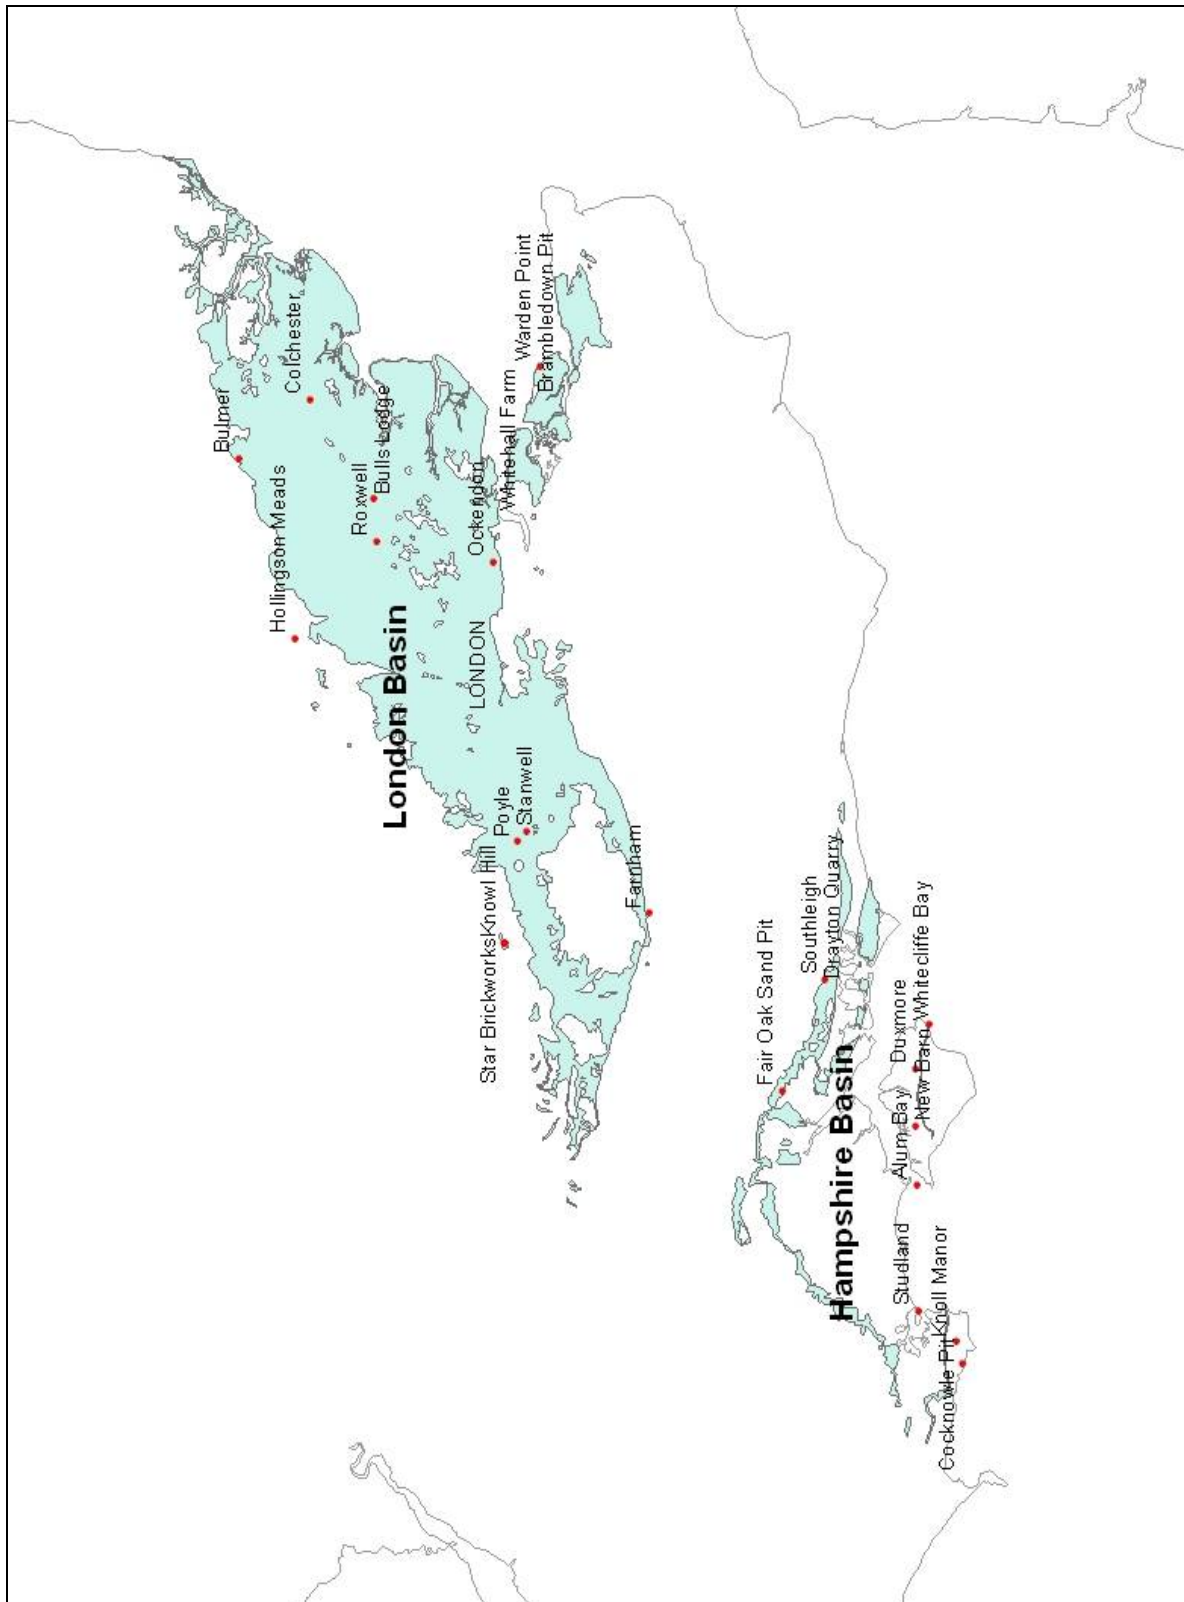 Bulmer
Colchester
Hollingson Meads
Roxwell
Bulls Lodge
London Basin
Ockendon
Whitehall Farm
Warden Point
Brambledown Pit
LONDON
Poyle
Stanwell
Star Brickworks
Knowl Hill
Farnham
Fair Oak Sand Pit
Southleigh
Drayton Quarry
Hampshire Basin
Duxmore
Whitecliffe Bay
New Barn
Alum Bay
Studland
Knoll Manor
Cocknowle Pit